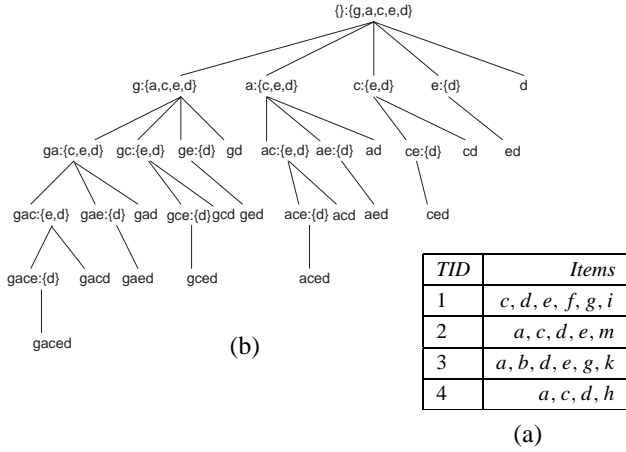 {}:{g,a,c,e,d}
g:{a,c,e,d} a:{c,e,d} c:{e,d} e:{d} d
ga:{c,e,d} gc:{e,d} ge:{d} gd ac:{e,d} ae:{d} ad ce:{d} cd ed
gac:{e,d} gae:{d} gad gce:{d} gcd ged ace:{d} acd aed ced
gace:{d} gacd gaed gced aced
gaced
(b)
TID Items
1 c, d, e, f, g, i
2 a, c, d, e, m
3 a, b, d, e, g, k
4 a, c, d, h
(a)